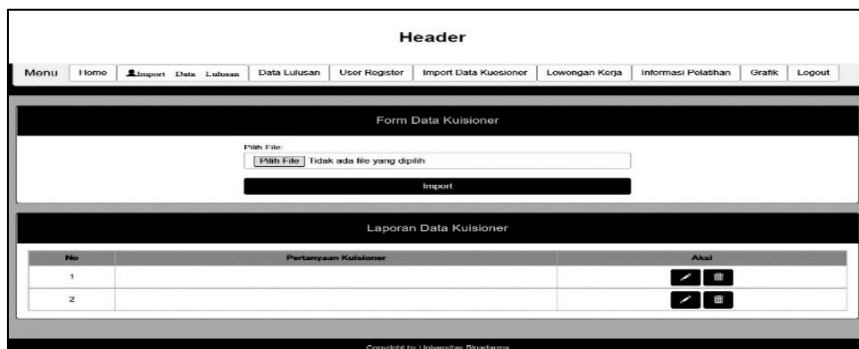 Header
Menu Home Import Data Lulusan Data Lulusan User Register Import Data Kuesioner Lowongan Kerja Informasi Pelatihan Grafik Logout
Form Data Kuisioner
Pilih File:
Pilih File Tidak ada file yang dipilih
Import
Laporan Data Kuisioner
No Pertanyaan Kuisioner Aksi
1
2
Copyright by Universitas Binadarma